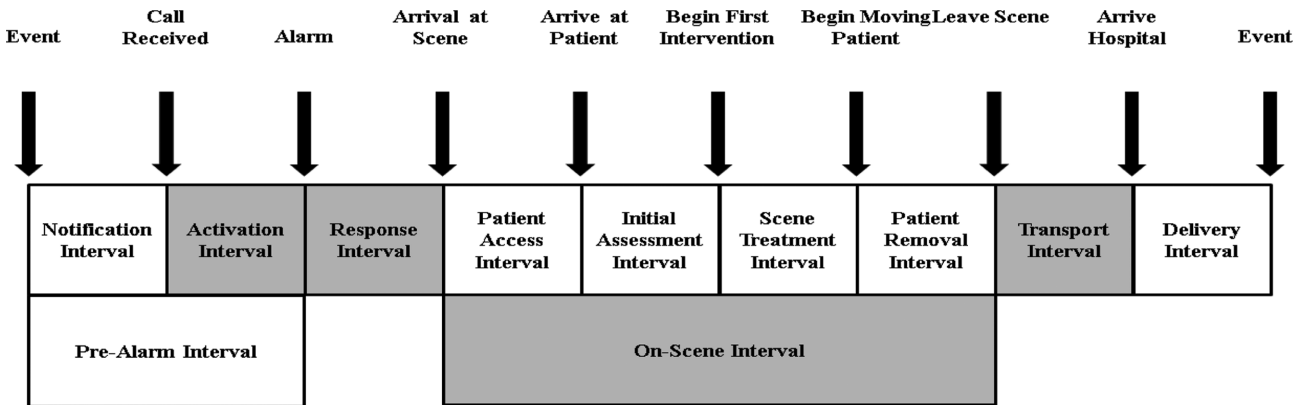 Event
Call
Received
Alarm
Arrival at
Scene
Arrive at
Patient
Begin First
Intervention
Begin Moving
Patient
Leave Scene
Arrive
Hospital
Event
Notification
Interval
Activation
Interval
Response
Interval
Patient
Access
Interval
Initial
Assessment
Interval
Scene
Treatment
Interval
Patient
Removal
Interval
Transport
Interval
Delivery
Interval
Pre-Alarm Interval
On-Scene Interval